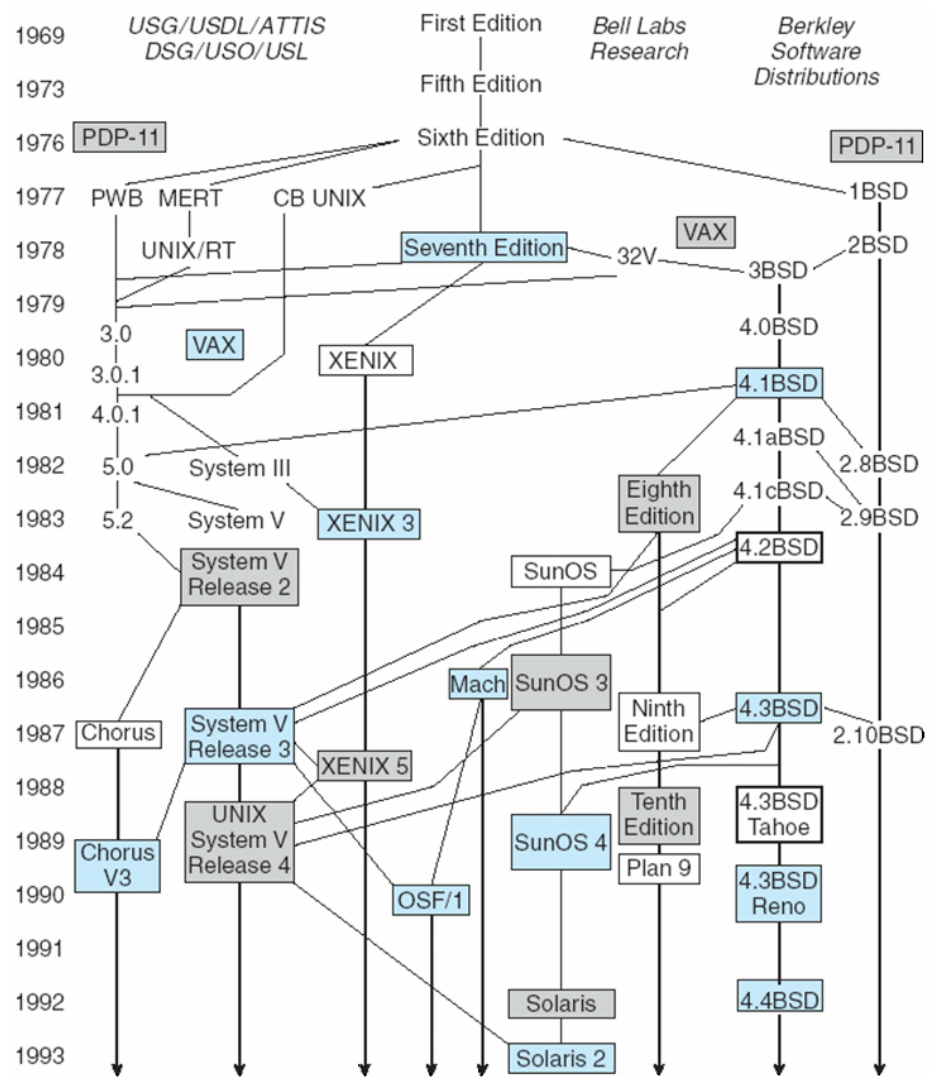 1969
USG/USDL/ATTIS
DSG/USO/USL
First Edition
Bell Labs
Research
Berkley
Software
Distributions
1973
Fifth Edition
1976
PDP-11
Sixth Edition
PDP-11
1977
PWB
MERT
CB UNIX
1BSD
1978
UNIX/RT
Seventh Edition
32V
VAX
2BSD
3BSD
1979
3.0
VAX
4.0BSD
1980
XENIX
3.0.1
4.1BSD
1981
4.0.1
4.1aBSD
1982
5.0
System III
2.8BSD
Eighth
Edition
4.1cBSD
1983
5.2
System V
XENIX 3
2.9BSD
4.2BSD
1984
System V
Release 2
SunOS
1985
1986
Mach
SunOS 3
1987
Chorus
System V
Release 3
Ninth
Edition
4.3BSD
2.10BSD
XENIX 5
1988
UNIX
System V
Release 4
Tenth
Edition
4.3BSD
Tahoe
1989
Chorus
V3
SunOS 4
Plan 9
1990
OSF/1
4.3BSD
Reno
1991
1992
Solaris
4.4BSD
1993
Solaris 2